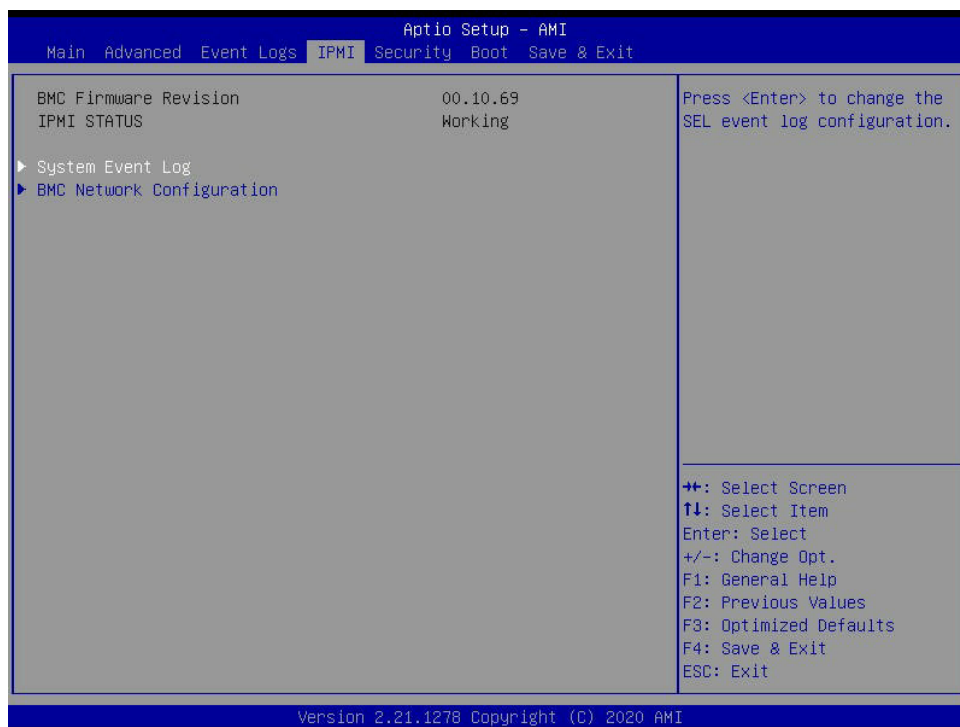 Aptio Setup – AMI
Main Advanced Event Logs IPMI Security Boot Save & Exit
BMC Firmware Revision 00.10.69
IPMI STATUS Working
▶ System Event Log
▶ BMC Network Configuration
Press <Enter> to change the
SEL event log configuration.
→←: Select Screen
↑↓: Select Item
Enter: Select
+/-: Change Opt.
F1: General Help
F2: Previous Values
F3: Optimized Defaults
F4: Save & Exit
ESC: Exit
Version 2.21.1278 Copyright (C) 2020 AMI